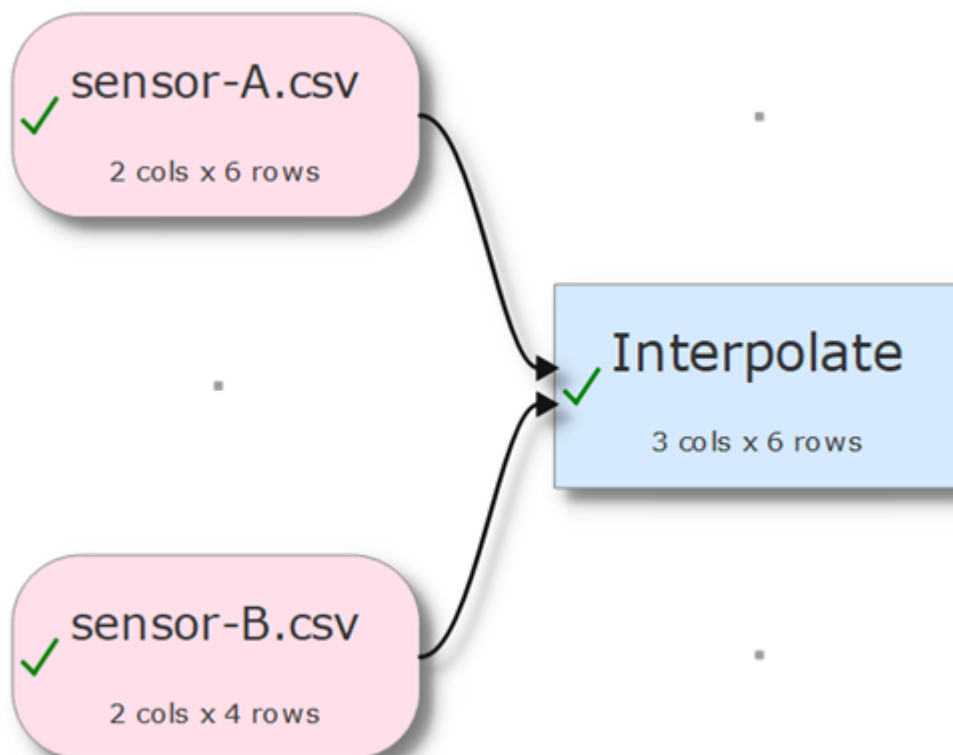 sensor-A.csv
2 cols x 6 rows
Interpolate
3 cols x 6 rows
sensor-B.csv
2 cols x 4 rows